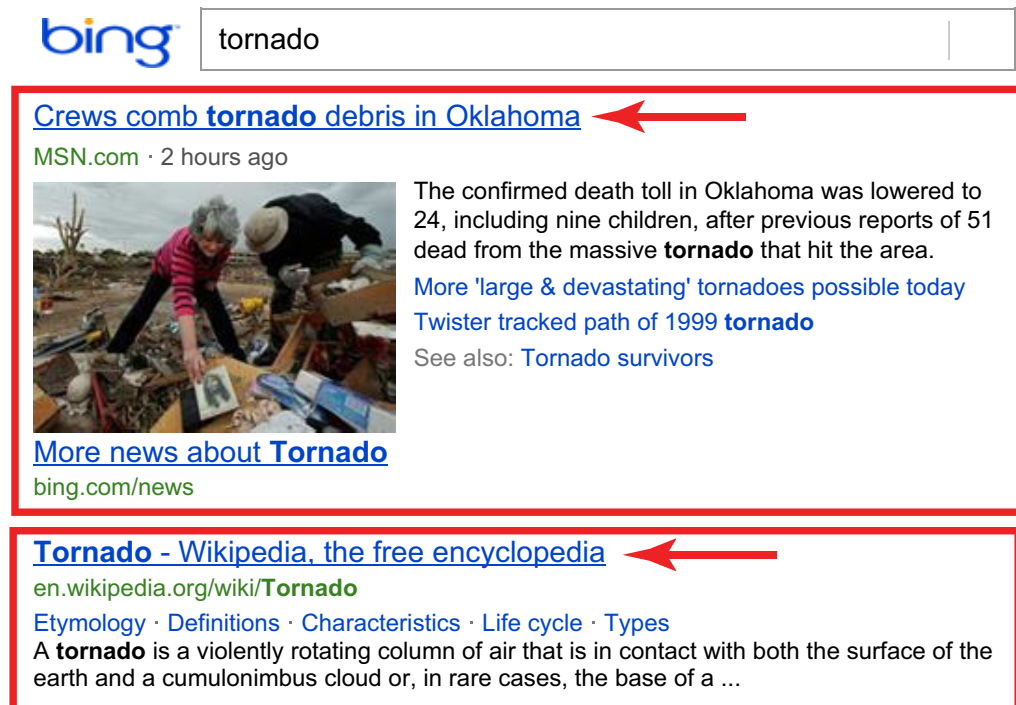 bing
tornado
Crews comb tornado debris in Oklahoma
MSN.com · 2 hours ago
The confirmed death toll in Oklahoma was lowered to
24, including nine children, after previous reports of 51
dead from the massive tornado that hit the area.
More 'large & devastating' tornadoes possible today
Twister tracked path of 1999 tornado
See also: Tornado survivors
More news about Tornado
bing.com/news
Tornado - Wikipedia, the free encyclopedia
en.wikipedia.org/wiki/Tornado
Etymology · Definitions · Characteristics · Life cycle · Types
A tornado is a violently rotating column of air that is in contact with both the surface of the
earth and a cumulonimbus cloud or, in rare cases, the base of a ...